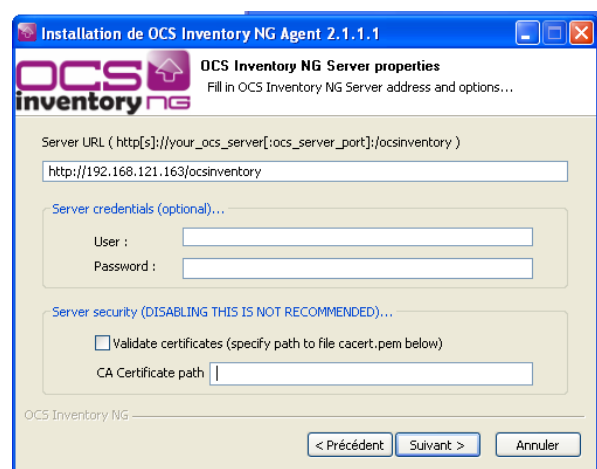 Installation de OCS Inventory NG Agent 2.1.1.1
OCS
inventory NG
OCS Inventory NG Server properties
Fill in OCS Inventory NG Server address and options...
Server URL ( http[s]://your_ocs_server[:ocs_server_port]:/ocsinventory )
http://192.168.121.163/ocsinventory
Server credentials (optional)...
User :
Password :
Server security (DISABLING THIS IS NOT RECOMMENDED)...
Validate certificates (specify path to file cacert.pem below)
CA Certificate path
OCS Inventory NG
< Précédent
Suivant >
Annuler